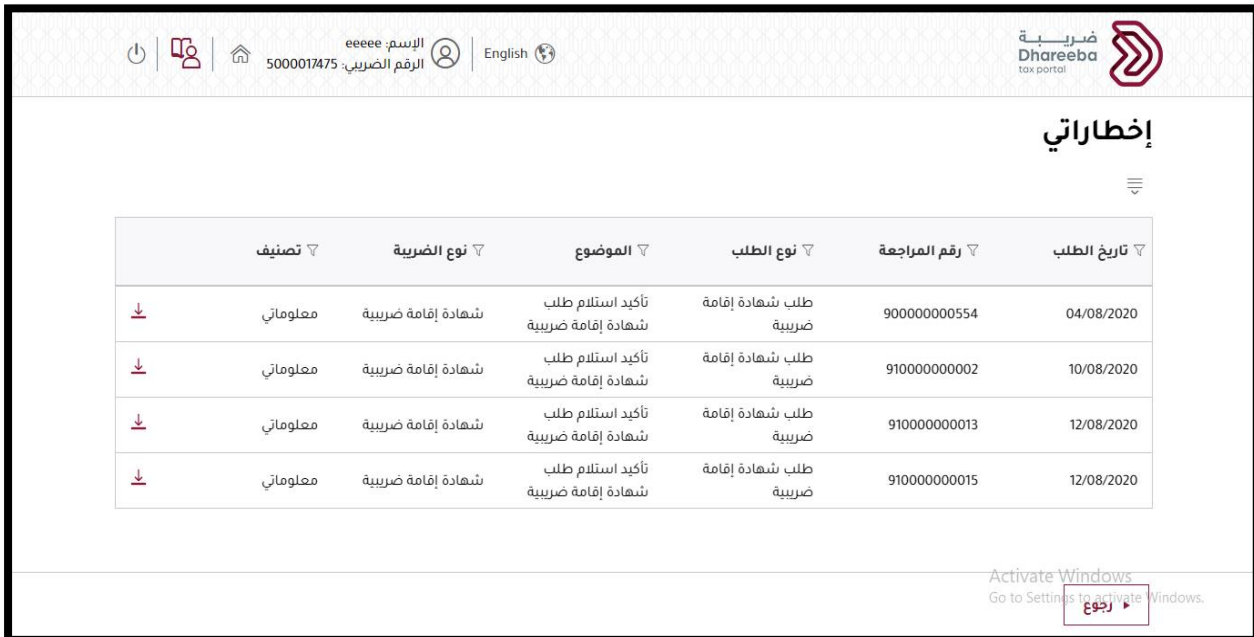 ضريبة
Dhareeba
tax portal
English
الإسم: eeeee
الرقم الضريبي: 5000017475
إخطاراتي
تاريخ الطلب رقم المراجعة نوع الطلب الموضوع نوع الضريبة تصنيف
04/08/2020 900000000554 طلب شهادة إقامة ضريبية تأكيد استلام طلب شهادة إقامة ضريبية شهادة إقامة ضريبية معلوماتي
10/08/2020 910000000002 طلب شهادة إقامة ضريبية تأكيد استلام طلب شهادة إقامة ضريبية شهادة إقامة ضريبية معلوماتي
12/08/2020 910000000013 طلب شهادة إقامة ضريبية تأكيد استلام طلب شهادة إقامة ضريبية شهادة إقامة ضريبية معلوماتي
12/08/2020 910000000015 طلب شهادة إقامة ضريبية تأكيد استلام طلب شهادة إقامة ضريبية شهادة إقامة ضريبية معلوماتي
Activate Windows
Go to Settings to activate Windows.
رجوع